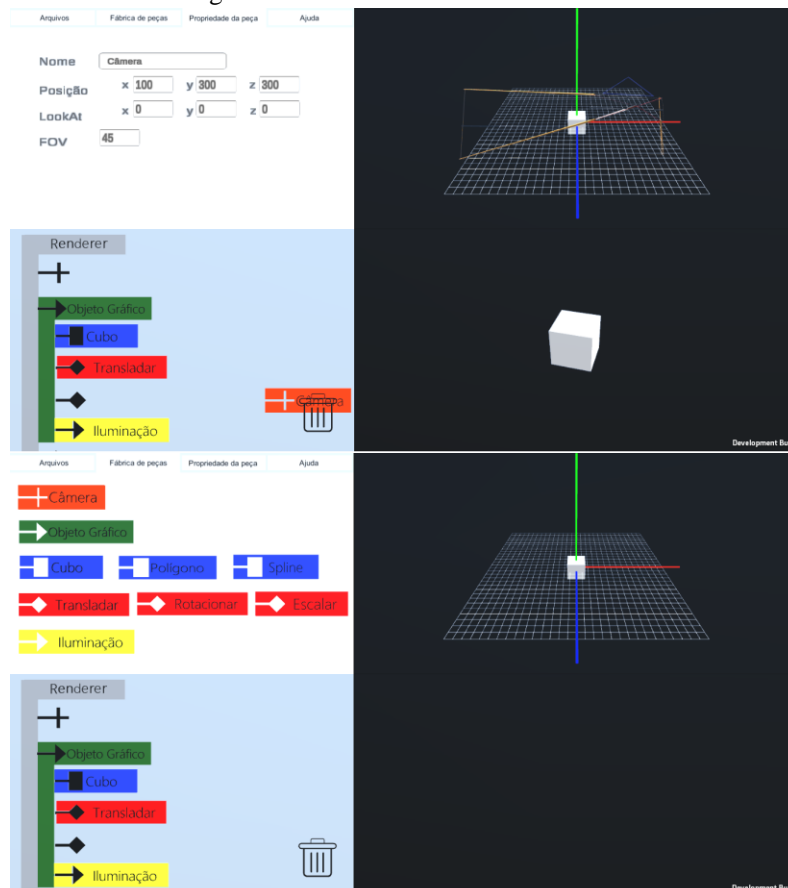 Arquivos Fábrica de peças Propriedade da peça Ajuda
Nome Câmera
Posição x 100 y 300 z 300
LookAt x 0 y 0 z 0
FOV 45
Renderer
Objeto Gráfico
Cubo
Transladar
Câmera
Iluminação
Development Bu
Arquivos Fábrica de peças Propriedade da peça Ajuda
Câmera
Objeto Gráfico
Cubo Polígono Spline
Transladar Rotacionar Escalar
Iluminação
Renderer
Objeto Gráfico
Cubo
Transladar
Iluminação
Development Bu